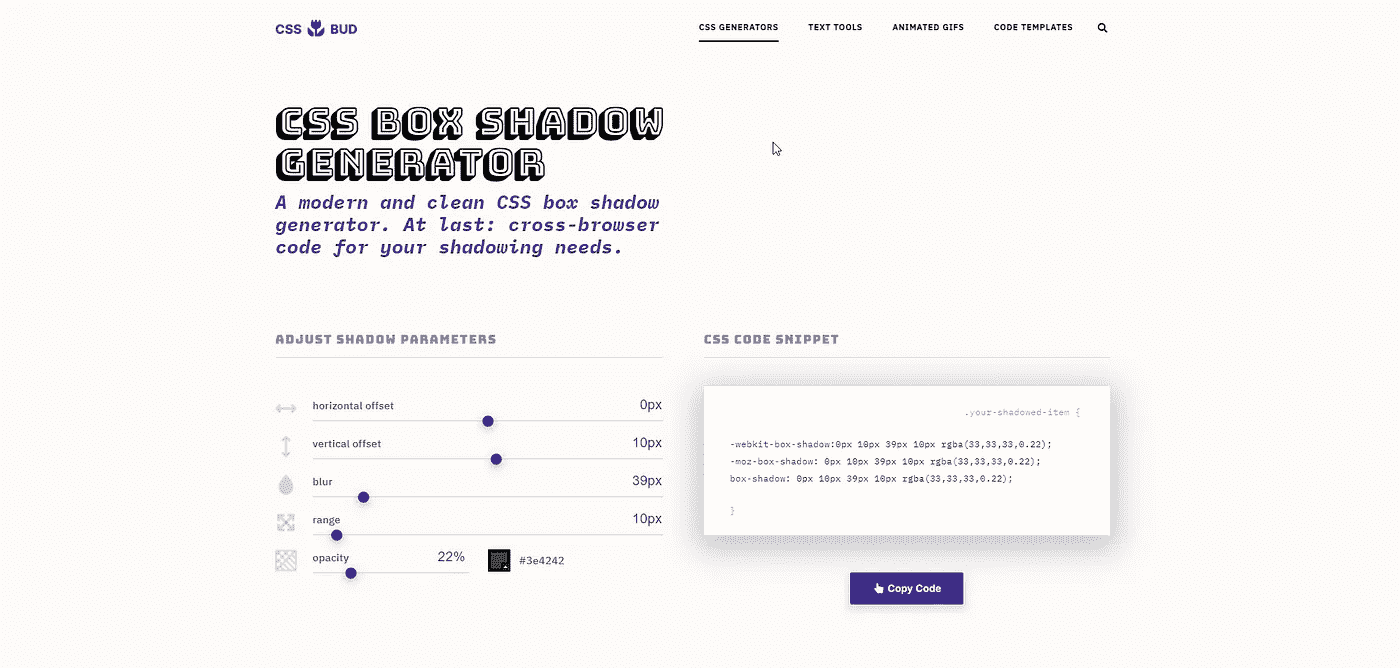 CSS BUD
CSS GENERATORS TEXT TOOLS ANIMATED GIFS CODE TEMPLATES
CSS BOX SHADOW
GENERATOR
A modern and clean CSS box shadow
generator. At last: cross-browser
code for your shadowing needs.
ADJUST SHADOW PARAMETERS
horizontal offset 0px
vertical offset 10px
blur 39px
range 10px
opacity 22% #3e4242
CSS CODE SNIPPET
.your-shadowed-item {
-webkit-box-shadow:0px 10px 39px 10px rgba(33,33,33,0.22);
-moz-box-shadow: 0px 10px 39px 10px rgba(33,33,33,0.22);
box-shadow: 0px 10px 39px 10px rgba(33,33,33,0.22);
}
Copy Code